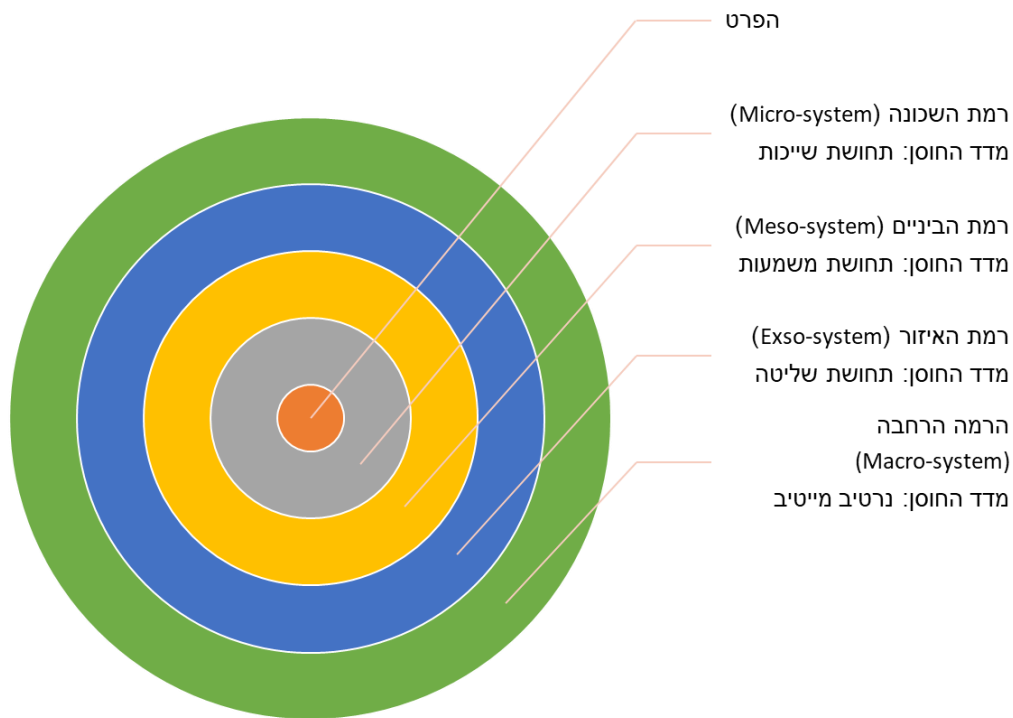 הפרט
רמת השכונה (Micro-system)
מדד החוסן: תחושת שייכות
רמת הביניים (Meso-system)
מדד החוסן: תחושת משמעות
רמת האיזור (Exso-system)
מדד החוסן: תחושת שליטה
הרמה הרחבה
(Macro-system)
מדד החוסן: נרטיב מייטיב